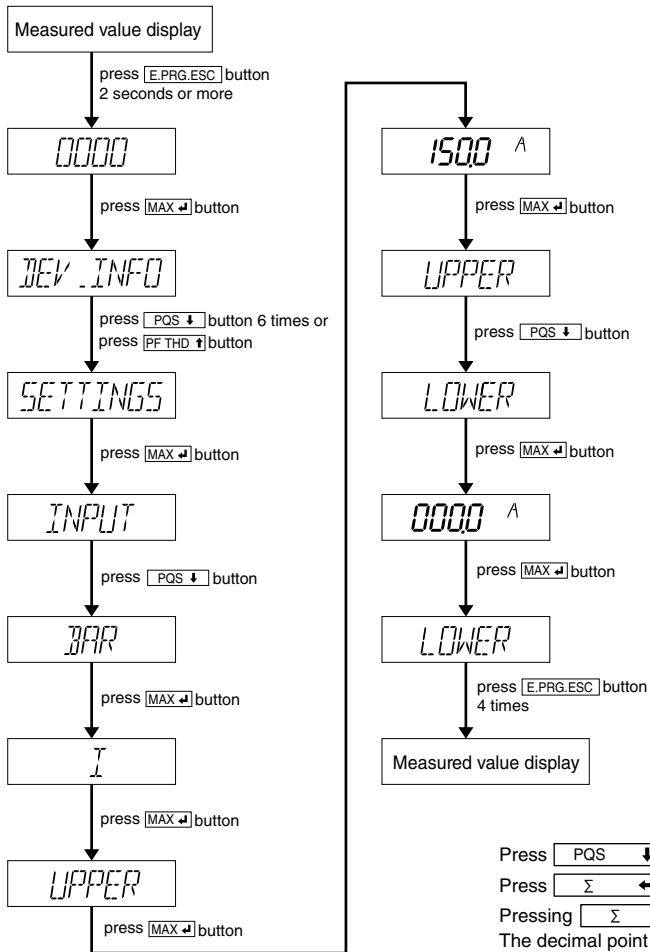 Measured value display
press E.PRG.ESC button
2 seconds or more
0000
press MAX ↵ button
DEV_INFO
press PQS ⬇ button 6 times or
press PF THD ⬆ button
SETTINGS
press MAX ↵ button
INPUT
press PQS ⬇ button
BAR
press MAX ↵ button
I
press MAX ↵ button
UPPER
press MAX ↵ button
150.0 A
press MAX ↵ button
UPPER
press PQS ⬇ button
LOWER
press MAX ↵ button
000.0 A
press MAX ↵ button
LOWER
press E.PRG.ESC button
4 times
Measured value display
Press PQS ⬇
Press Σ ⬅
Pressing Σ
The decimal point